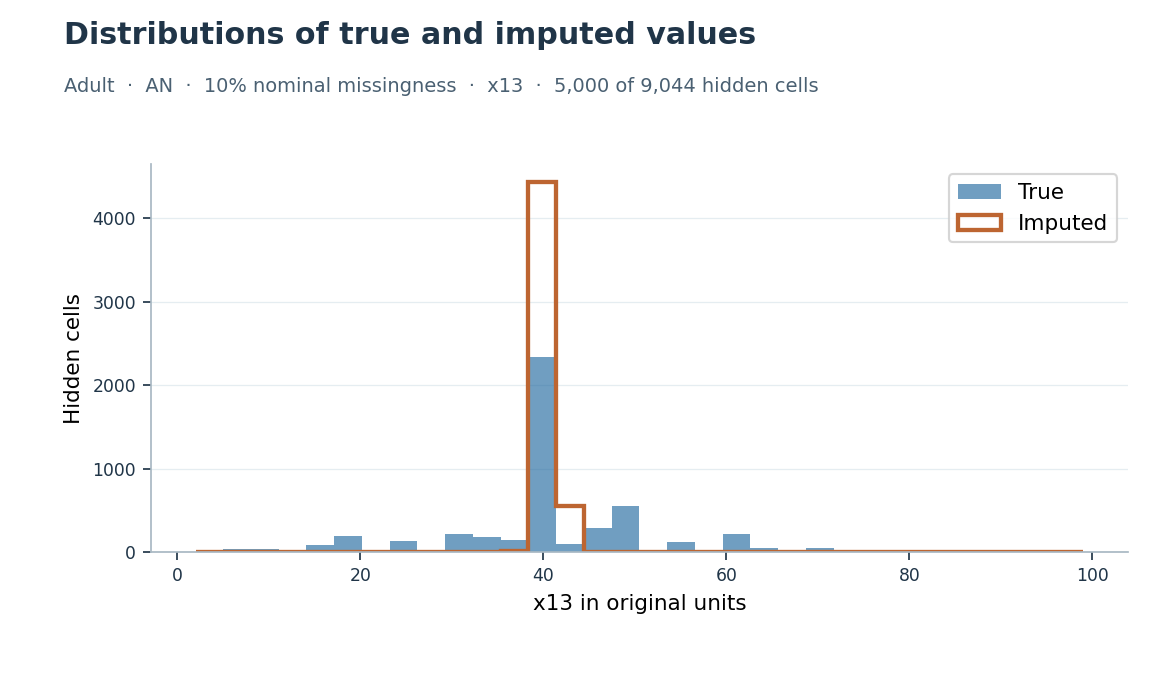 Distributions of true and imputed values
Adult · AN · 10% nominal missingness · x13 · 5,000 of 9,044 hidden cells
True
Imputed
Hidden cells
4000
3000
2000
1000
0
0 20 40 60 80 100
x13 in original units